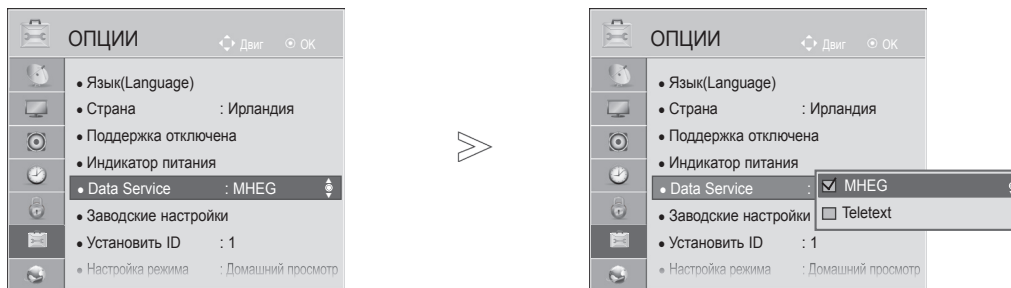 ОПЦИИ
Двиг OK
• Язык(Language)
• Страна : Ирландия
• Поддержка отключена
• Индикатор питания
• Data Service : MHEG
• Заводские настройки
• Установить ID : 1
• Настройка режима : Домашний просмотр
ОПЦИИ
Двиг OK
• Язык(Language)
• Страна : Ирландия
• Поддержка отключена
• Индикатор питания
• Data Service :
MHEG
Teletext
• Заводские настройки
• Установить ID : 1
• Настройка режима : Домашний просмотр